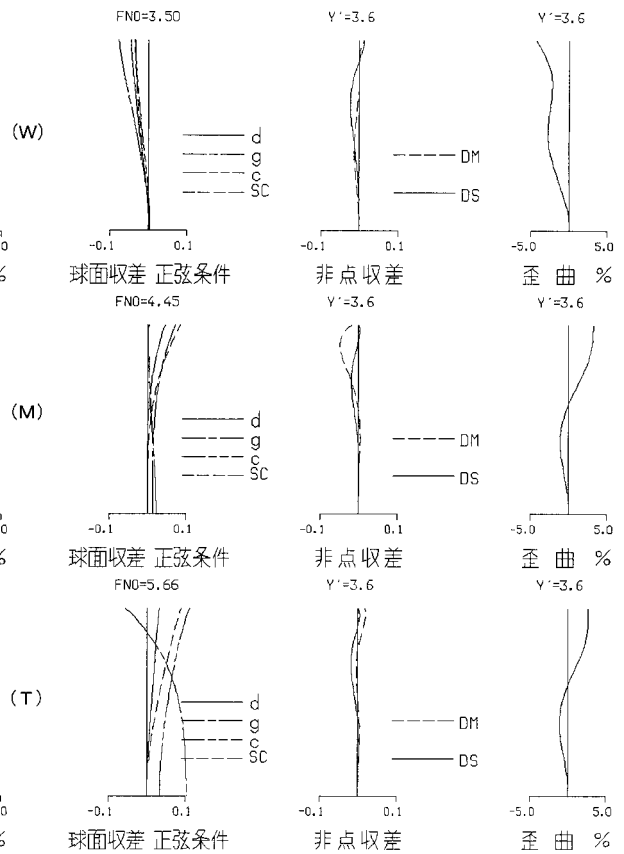 FNO=3.50 Y´=3.6 Y´=3.6
(W)
d
g
c
SC
DM
DS
0 -0.1 0.1 -0.1 0.1 -5.0 5.0
% 球面収差 正弦条件 非点収差 歪曲 %
FNO=4.45 Y´=3.6 Y´=3.6
(M)
d
g
c
SC
DM
DS
0 -0.1 0.1 -0.1 0.1 -5.0 5.0
% 球面収差 正弦条件 非点収差 歪曲 %
FNO=5.66 Y´=3.6 Y´=3.6
(T)
d
g
c
SC
DM
DS
0 -0.1 0.1 -0.1 0.1 -5.0 5.0
% 球面収差 正弦条件 非点収差 歪曲 %